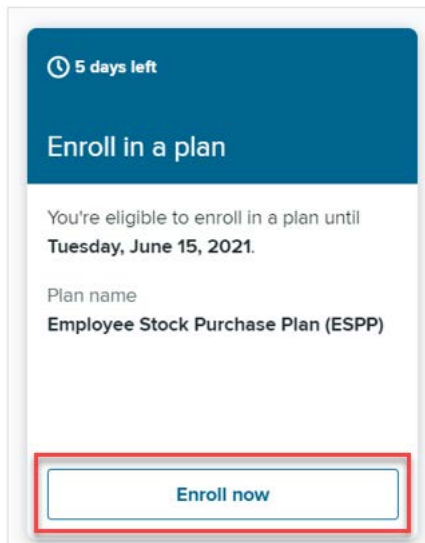 5 days left
Enroll in a plan
You're eligible to enroll in a plan until
Tuesday, June 15, 2021.
Plan name
Employee Stock Purchase Plan (ESPP)
Enroll now